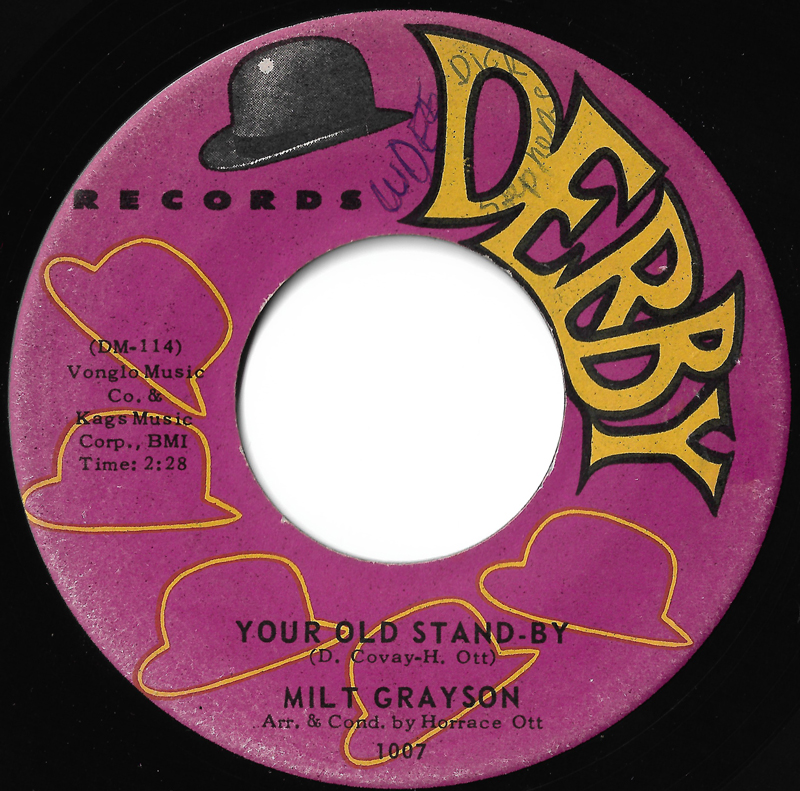 DERBY
RECORDS
(DM-114)
Vonglo Music
Co. &
Kags Music
Corp., BMI
Time: 2:28
YOUR OLD STAND-BY
(D. Covay-H. Ott)
MILT GRAYSON
Arr. & Cond. by Horrace Ott
1007